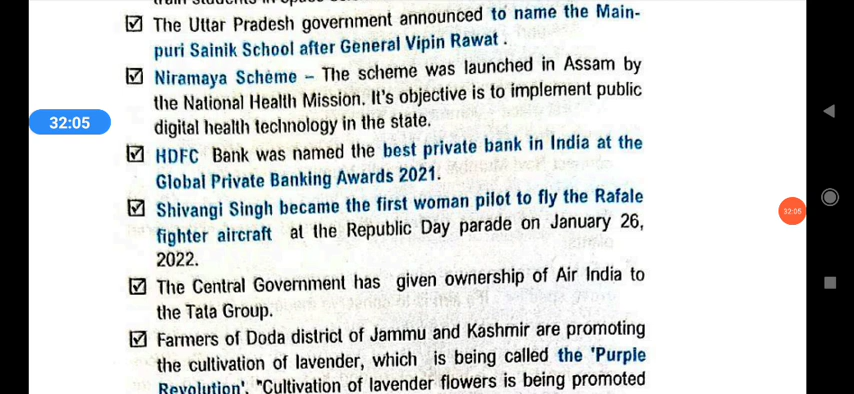 The Uttar Pradesh government announced to name the Main-
puri Sainik School after General Vipin Rawat .
Niramaya Scheme – The scheme was launched in Assam by
the National Health Mission. It's objective is to implement public
digital health technology in the state.
32:05
HDFC Bank was named the best private bank in India at the
Global Private Banking Awards 2021.
Shivangi Singh became the first woman pilot to fly the Rafale
fighter aircraft at the Republic Day parade on January 26,
2022.
32:05
The Central Government has given ownership of Air India to
the Tata Group.
Farmers of Doda district of Jammu and Kashmir are promoting
the cultivation of lavender, which is being called the 'Purple
Revolution'. "Cultivation of lavender flowers is being promoted